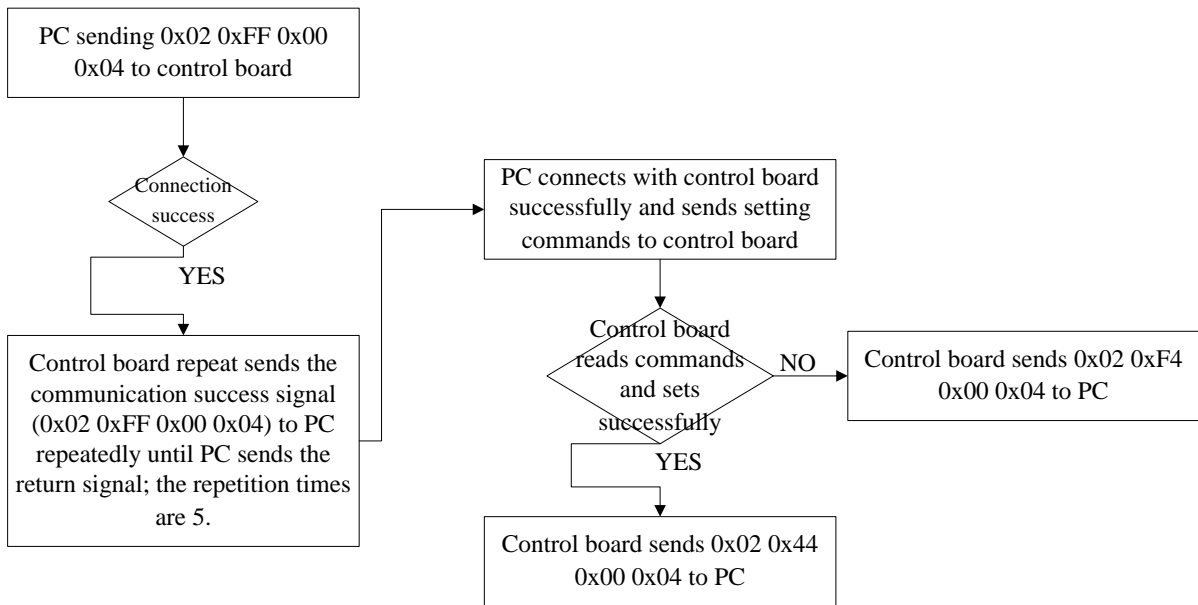 PC sending 0x02 0xFF 0x00
0x04 to control board
Connection
success
YES
Control board repeat sends the
communication success signal
(0x02 0xFF 0x00 0x04) to PC
repeatedly until PC sends the
return signal; the repetition times
are 5.
PC connects with control board
successfully and sends setting
commands to control board
Control board
reads commands
and sets
successfully
NO
Control board sends 0x02 0xF4
0x00 0x04 to PC
YES
Control board sends 0x02 0x44
0x00 0x04 to PC